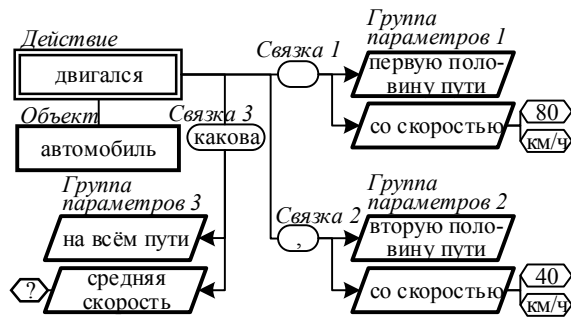 Действие
двигался
Объект
автомобиль
Связка 1
Группа
параметров 1
первую поло-
вину пути
со скоростью
80
км/ч
Связка 3
какова
Группа
параметров 3
на всём пути
средняя
скорость
?
Связка 2
,
Группа
параметров 2
вторую поло-
вину пути
со скоростью
40
км/ч